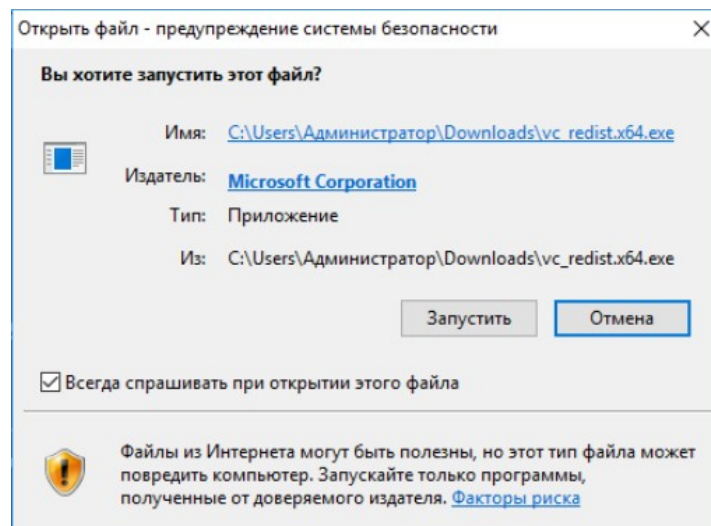 Открыть файл - предупреждение системы безопасности
Вы хотите запустить этот файл?
Имя: C:\Users\Администратор\Downloads\vc_redist.x64.exe
Издатель: Microsoft Corporation
Тип: Приложение
Из: C:\Users\Администратор\Downloads\vc_redist.x64.exe
Запустить Отмена
Всегда спрашивать при открытии этого файла
Файлы из Интернета могут быть полезны, но этот тип файла может
повредить компьютер. Запускайте только программы,
полученные от доверяемого издателя. Факторы риска